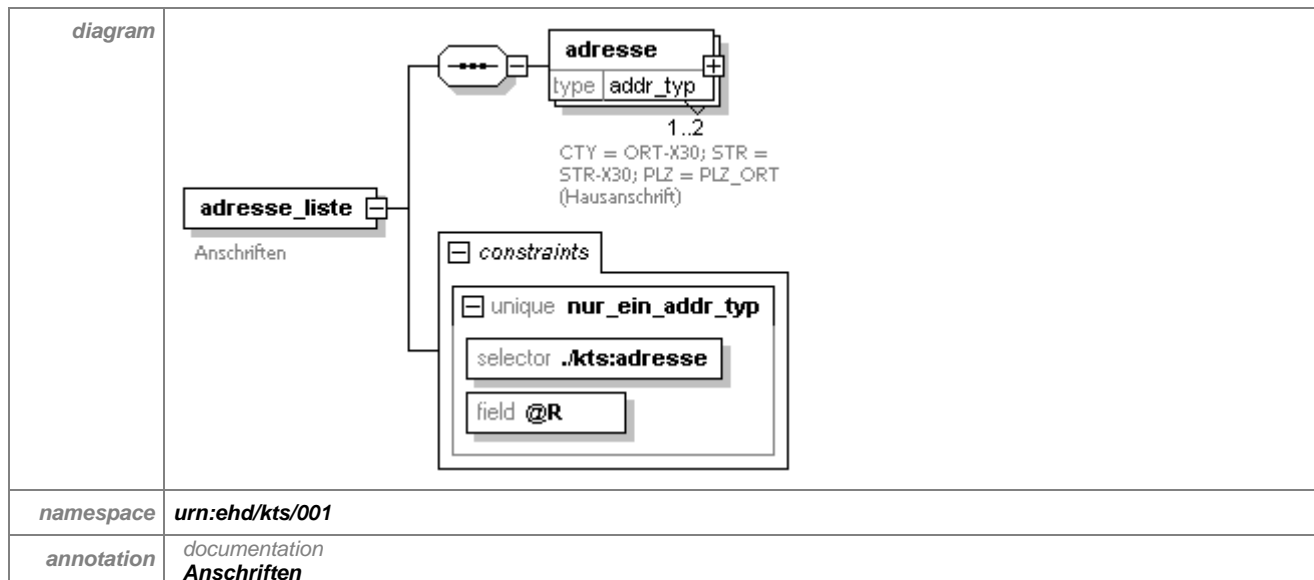 diagram
adresse
type addr_typ
1..2
CTY = ORT-X30; STR =
STR-X30; PLZ = PLZ_ORT
(Hausanschrift)
adresse_liste
Anschriften
constraints
unique nur_ein_addr_typ
selector ./kts:adresse
field @R
namespace urn:ehd/kts/001
annotation documentation
Anschriften